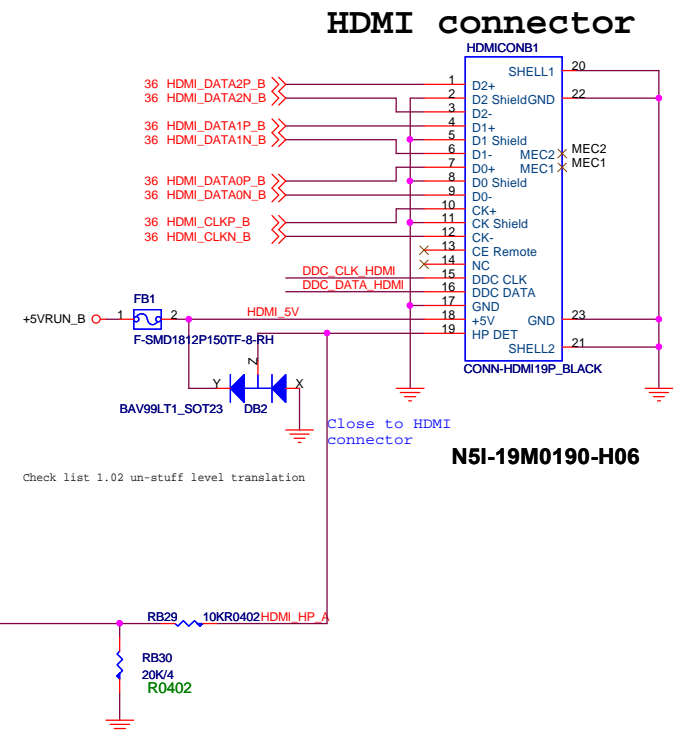 HDMI connector
HDMICONB1
36 HDMI_DATA2P_B
36 HDMI_DATA2N_B
36 HDMI_DATA1P_B
36 HDMI_DATA1N_B
36 HDMI_DATA0P_B
36 HDMI_DATA0N_B
36 HDMI_CLKP_B
36 HDMI_CLKN_B
DDC_CLK_HDMI
DDC_DATA_HDMI
1 D2+
2 D2 Shield
3 D2-
4 D1+
5 D1 Shield
6 D1-
7 D0+
8 D0 Shield
9 D0-
10 CK+
11 CK Shield
12 CK-
13 CE Remote
14 NC
15 DDC CLK
16 DDC DATA
17 GND
18 +5V
19 HP DET
SHELL1 20
GND 22
MEC2 MEC2
MEC1 MEC1
GND 23
SHELL2 21
CONN-HDMI19P_BLACK
N5I-19M0190-H06
FB1
+5VRUN_B 1 2 HDMI_5V
F-SMD1812P150TF-8-RH
Z
Y X
BAV99LT1_SOT23 DB2
Close to HDMI
connector
Check list 1.02 un-stuff level translation
RB29 10KR0402 HDMI_HP_A
RB30
20K/4
R0402